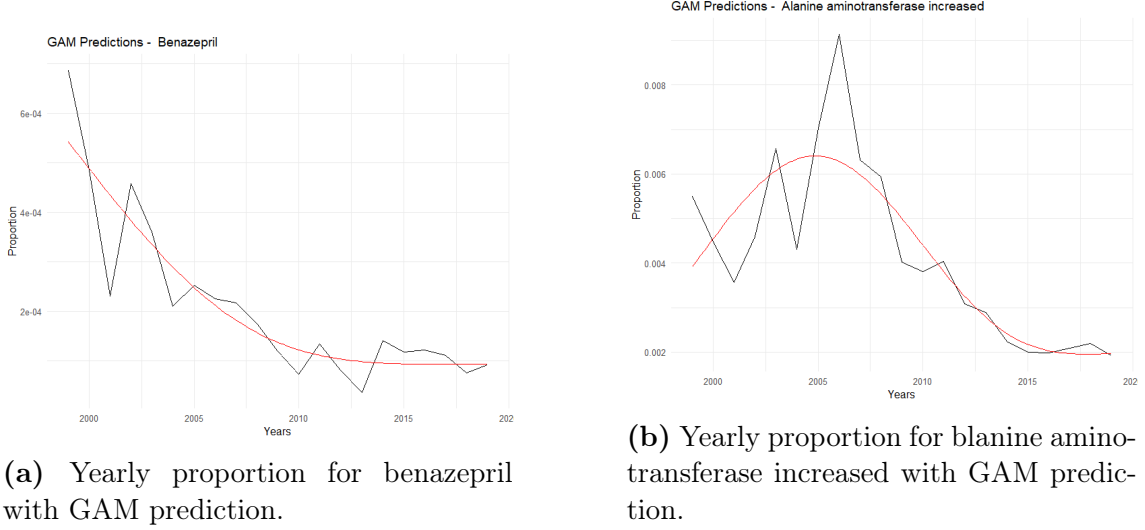 GAM Predictions - Benazepril
6e-04
4e-04
2e-04
Proportion
2000
2005
2010
2015
202
Years
(a) Yearly proportion for benazepril
with GAM prediction.
GAM Predictions - Alanine aminotransferase increased
0.008
0.006
0.004
0.002
Proportion
2000
2005
2010
2015
202
Years
(b) Yearly proportion for blanine amino-
transferase increased with GAM predic-
tion.